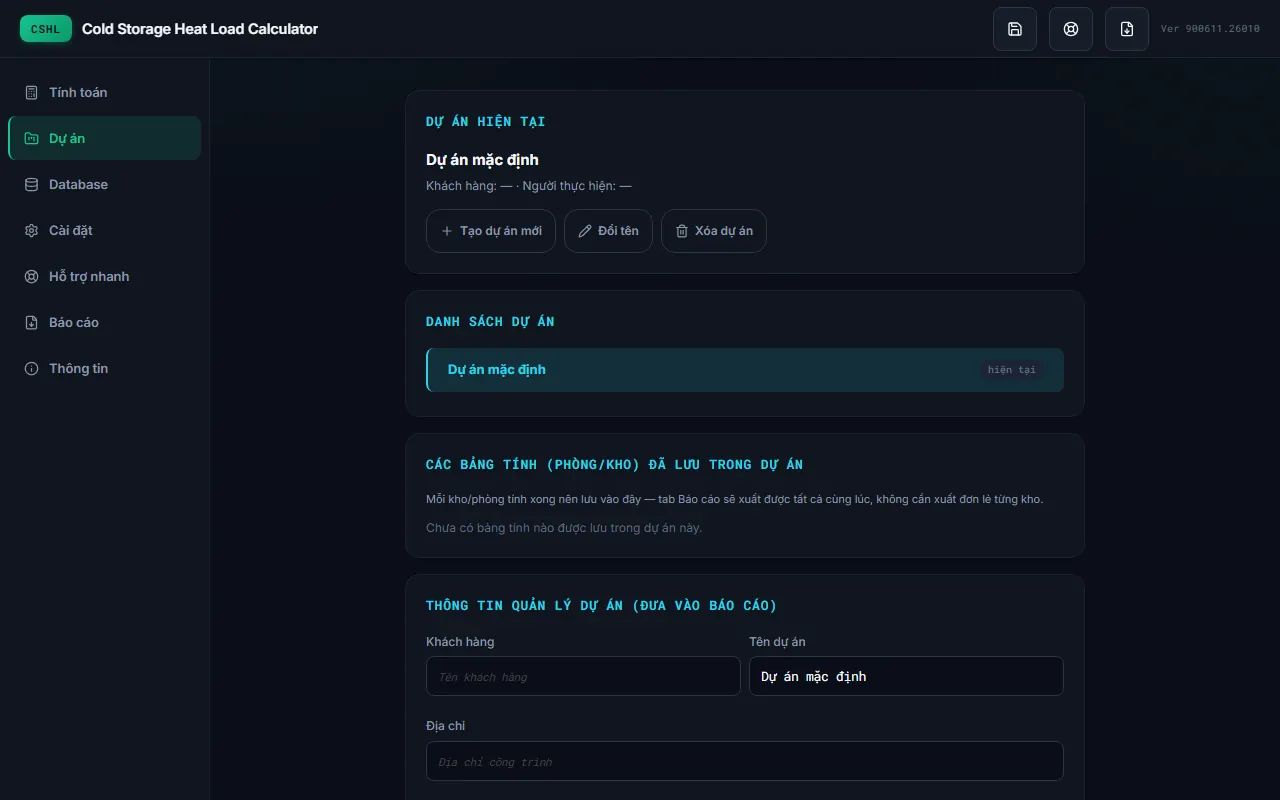 CSHL
Cold Storage Heat Load Calculator
Ver 900611.26010
Tính toán
Dự án
Database
Cài đặt
Hỗ trợ nhanh
Báo cáo
Thông tin
DỰ ÁN HIỆN TẠI
Dự án mặc định
Khách hàng: — · Người thực hiện: —
Tạo dự án mới
Đổi tên
Xóa dự án
DANH SÁCH DỰ ÁN
Dự án mặc định
hiện tại
CÁC BẢNG TÍNH (PHÒNG/KHO) ĐÃ LƯU TRONG DỰ ÁN
Mỗi kho/phòng tính xong nên lưu vào đây — tab Báo cáo sẽ xuất được tất cả cùng lúc, không cần xuất đơn lẻ từng kho.
Chưa có bảng tính nào được lưu trong dự án này.
THÔNG TIN QUẢN LÝ DỰ ÁN (ĐƯA VÀO BÁO CÁO)
Khách hàng
Tên dự án
Tên khách hàng
Dự án mặc định
Địa chỉ
Địa chỉ công trình